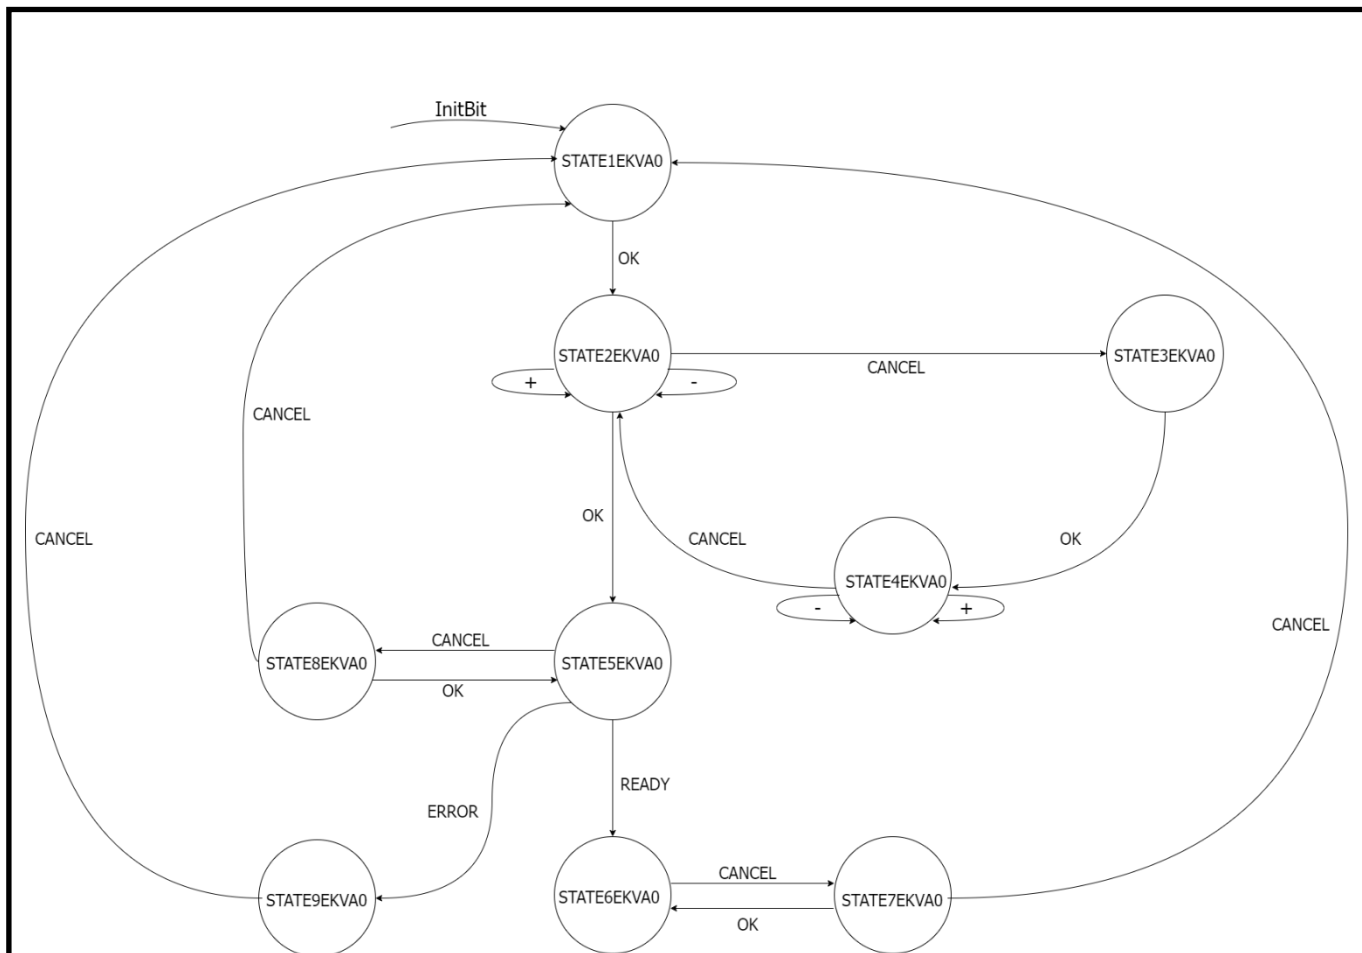 InitBit
STATE1EKVA0
OK
STATE2EKVA0
STATE3EKVA0
CANCEL
+
-
CANCEL
OK
CANCEL
CANCEL
OK
STATE4EKVA0
-
+
CANCEL
CANCEL
STATE8EKVA0
STATE5EKVA0
OK
READY
ERROR
CANCEL
STATE9EKVA0
STATE6EKVA0
STATE7EKVA0
OK